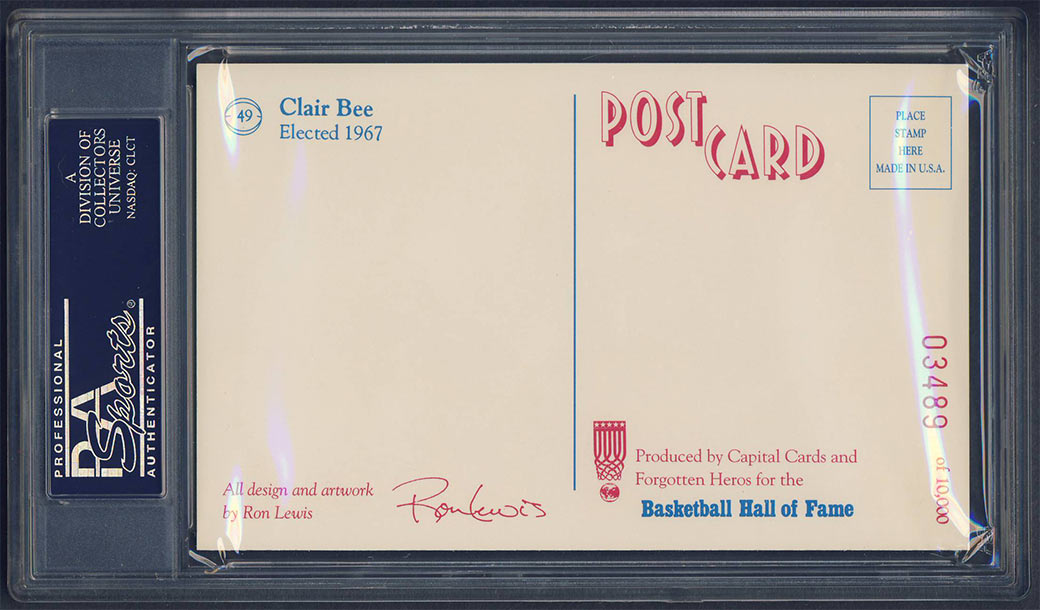 A
DIVISION OF
COLLECTORS
UNIVERSE
NASDAQ: CLCT
PROFESSIONAL
PSA
Sports®
AUTHENTICATOR
49
Clair Bee
Elected 1967
All design and artwork
by Ron Lewis
Ron Lewis
POST
CARD
PLACE
STAMP
HERE
MADE IN U.S.A.
03489 of 10,000
Produced by Capital Cards and
Forgotten Heros for the
Basketball Hall of Fame